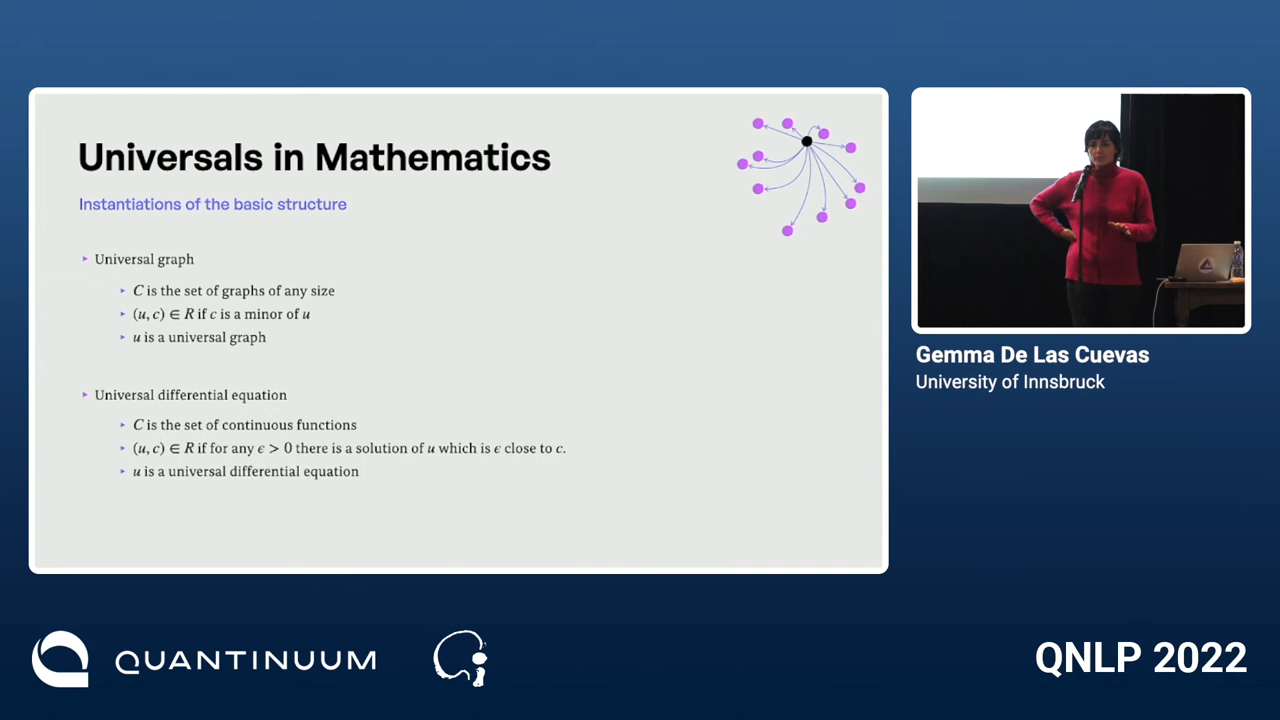 Universals in Mathematics
Instantiations of the basic structure
Universal graph
C is the set of graphs of any size
(u, c) ∈ R if c is a minor of u
u is a universal graph
Universal differential equation
C is the set of continuous functions
(u, c) ∈ R if for any ϵ > 0 there is a solution of u which is ϵ close to c.
u is a universal differential equation
Gemma De Las Cuevas
University of Innsbruck
QUANTINUUM
QNLP 2022